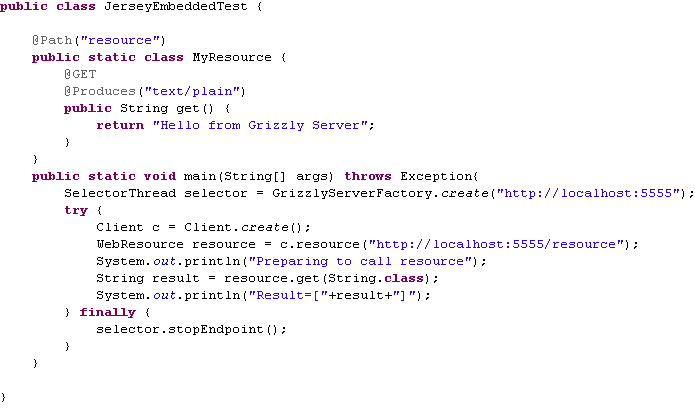 public class JerseyEmbeddedTest {
@Path("resource")
public static class MyResource {
@GET
@Produces("text/plain")
public String get() {
return "Hello from Grizzly Server";
}
}
public static void main(String[] args) throws Exception{
SelectorThread selector = GrizzlyServerFactory.create("http://localhost:5555");
try {
Client c = Client.create();
WebResource resource = c.resource("http://localhost:5555/resource");
System.out.println("Preparing to call resource");
String result = resource.get(String.class);
System.out.println("Result=["+result+"]");
} finally {
selector.stopEndpoint();
}
}
}